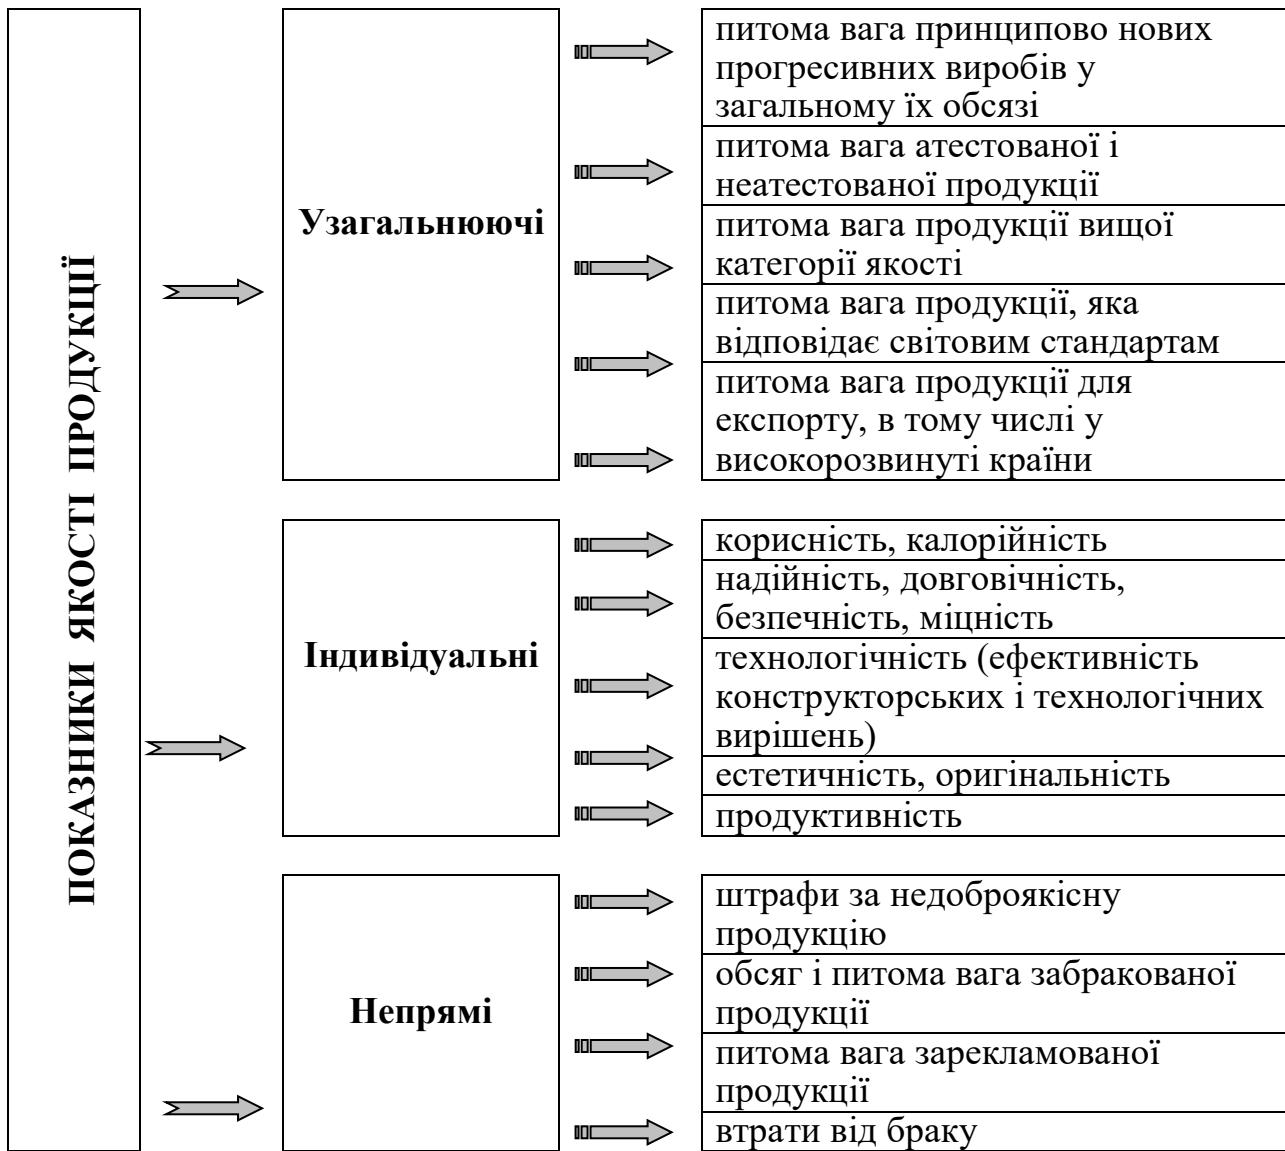 ПОКАЗНИКИ ЯКОСТІ ПРОДУКЦІЇ
Узагальнюючі
питома вага принципово нових
прогресивних виробів у
загальному їх обсязі
питома вага атестованої і
неатестованої продукції
питома вага продукції вищої
категорії якості
питома вага продукції, яка
відповідає світовим стандартам
питома вага продукції для
експорту, в тому числі у
високорозвинуті країни
Індивідуальні
корисність, калорійність
надійність, довговічність,
безпечність, міцність
технологічність (ефективність
конструкторських і технологічних
вирішень)
естетичність, оригінальність
продуктивність
Непрямі
штрафи за недоброякісну
продукцію
обсяг і питома вага забракованої
продукції
питома вага зарекламованої
продукції
втрати від браку